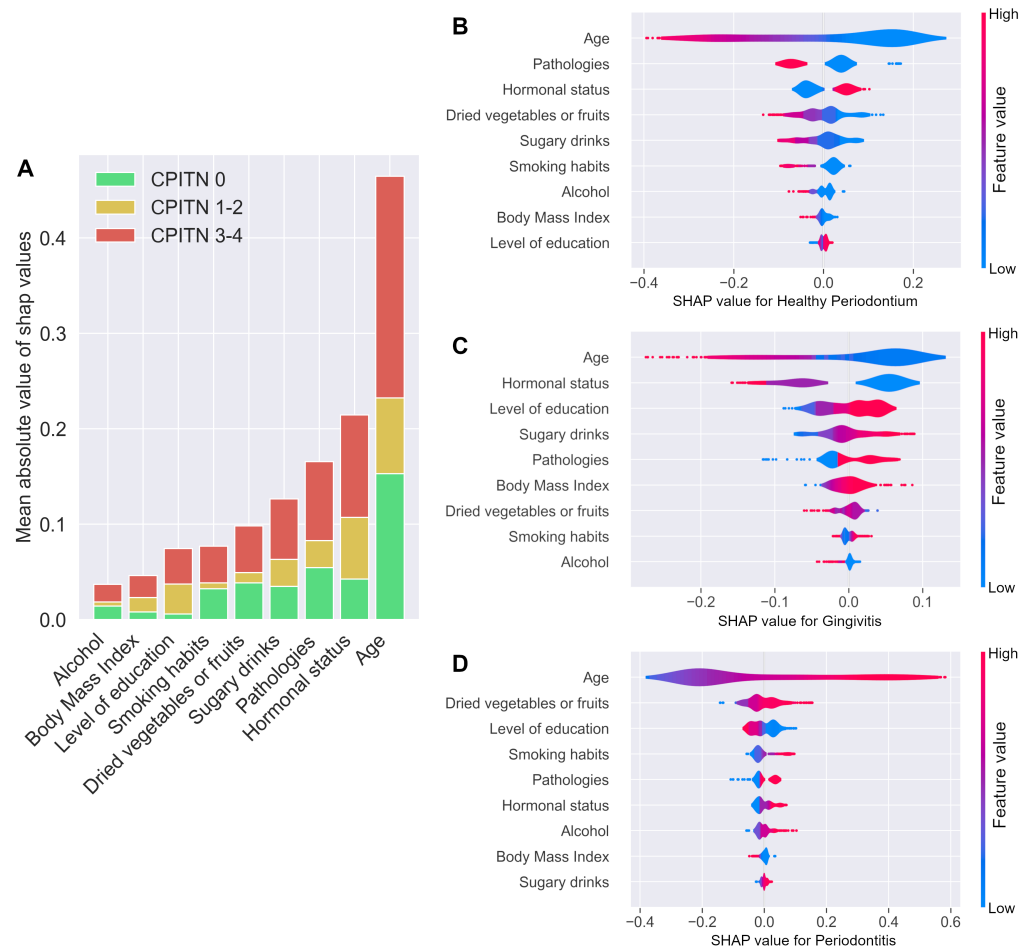 A
Mean absolute value of shap values
CPITN 0
CPITN 1-2
CPITN 3-4
0.4
0.3
0.2
0.1
0.0
Alcohol
Body Mass Index
Level of education
Smoking habits
Dried vegetables or fruits
Sugary drinks
Pathologies
Hormonal status
Age
B
Age
Pathologies
Hormonal status
Dried vegetables or fruits
Sugary drinks
Smoking habits
Alcohol
Body Mass Index
Level of education
−0.4 −0.2 0.0 0.2
SHAP value for Healthy Periodontium
High
Feature value
Low
C
Age
Hormonal status
Level of education
Sugary drinks
Pathologies
Body Mass Index
Dried vegetables or fruits
Smoking habits
Alcohol
−0.2 −0.1 0.0 0.1
SHAP value for Gingivitis
High
Feature value
Low
D
Age
Dried vegetables or fruits
Level of education
Smoking habits
Pathologies
Hormonal status
Alcohol
Body Mass Index
Sugary drinks
−0.4 −0.2 0.0 0.2 0.4 0.6
SHAP value for Periodontitis
High
Feature value
Low